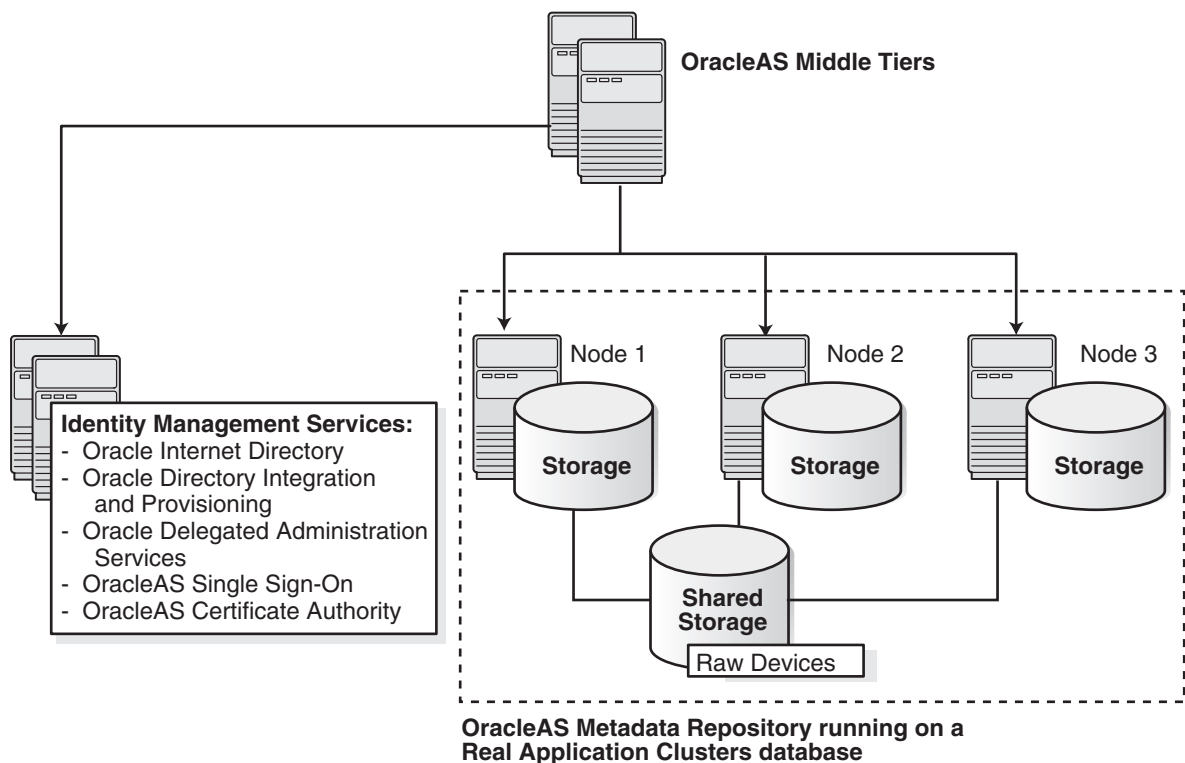 OracleAS Middle Tiers
Node 1
Node 2
Node 3
Storage
Storage
Storage
Identity Management Services:
- Oracle Internet Directory
- Oracle Directory Integration
and Provisioning
- Oracle Delegated Administration
Services
- OracleAS Single Sign-On
- OracleAS Certificate Authority
Shared
Storage
Raw Devices
OracleAS Metadata Repository running on a
Real Application Clusters database